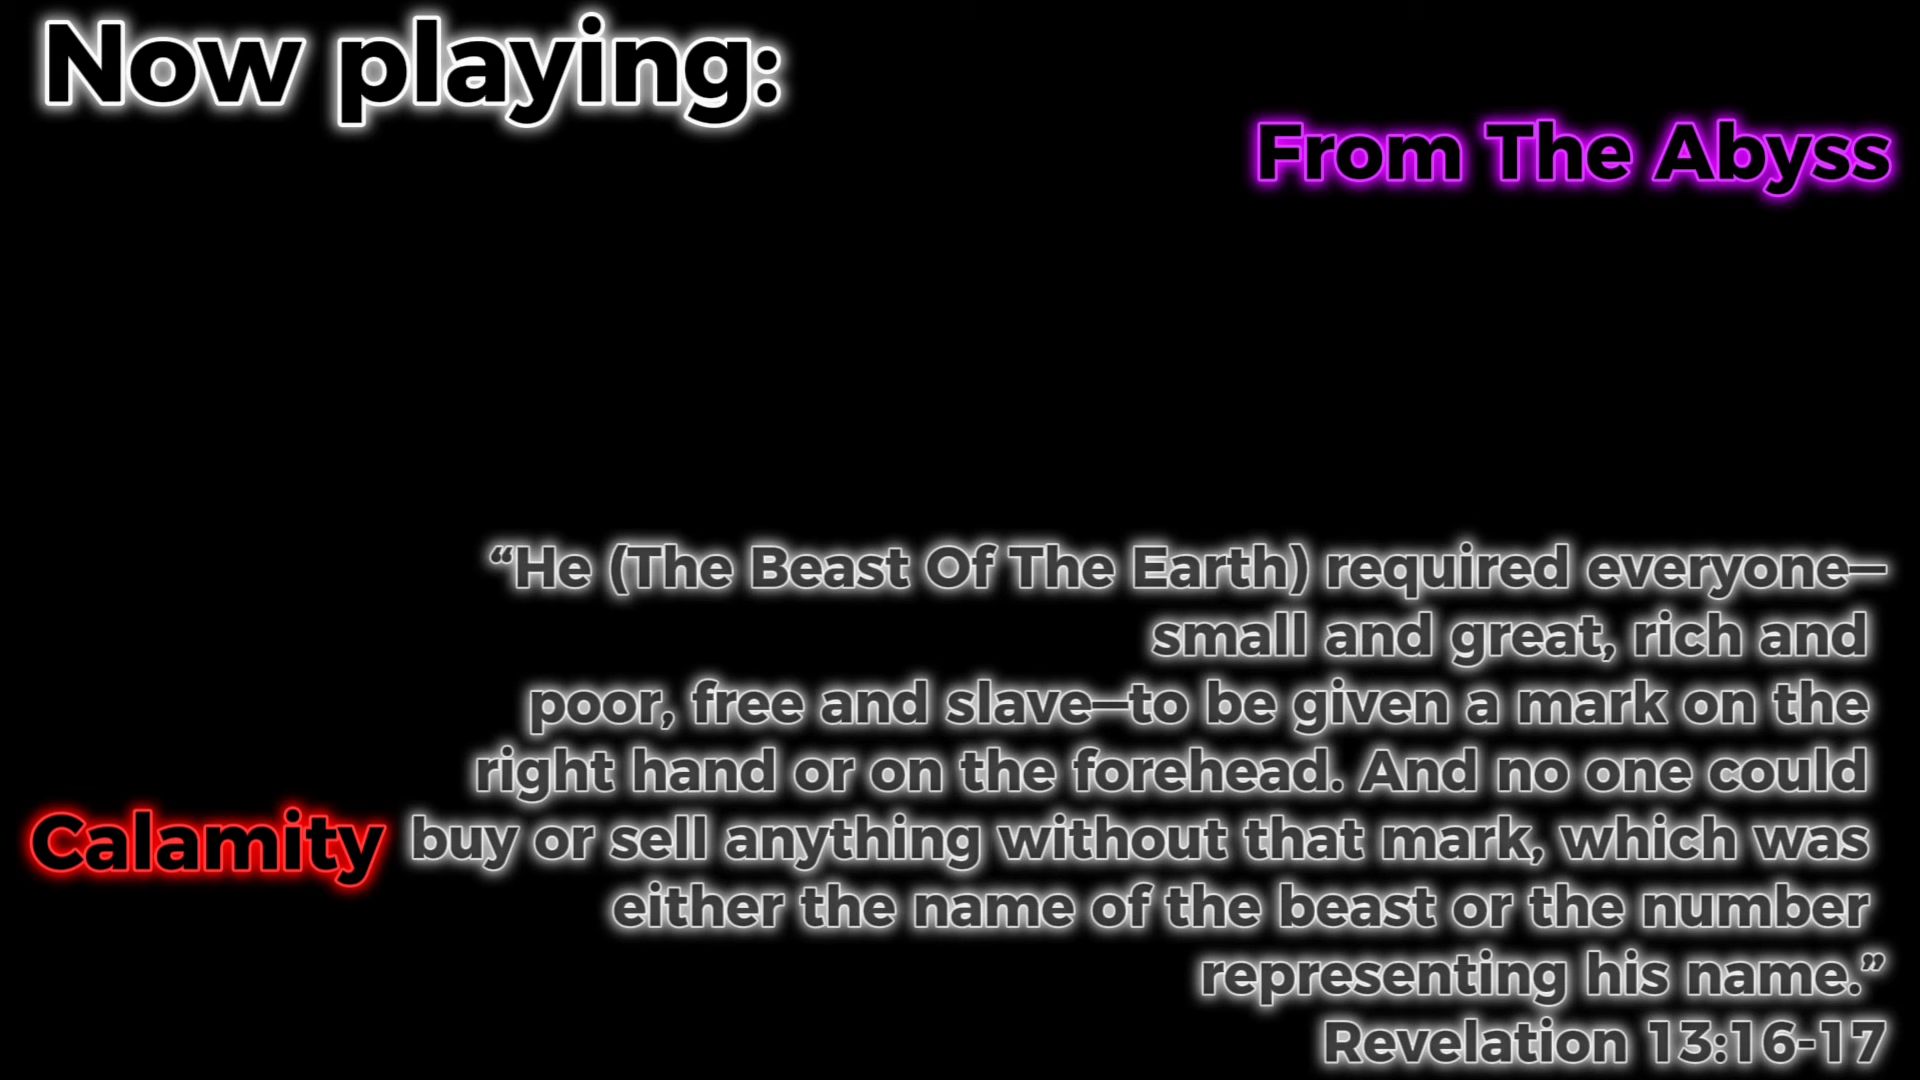 Now playing:
From The Abyss
“He (The Beast Of The Earth) required everyone—
small and great, rich and
poor, free and slave—to be given a mark on the
right hand or on the forehead. And no one could
Calamity
buy or sell anything without that mark, which was
either the name of the beast or the number
representing his name.”
Revelation 13:16-17